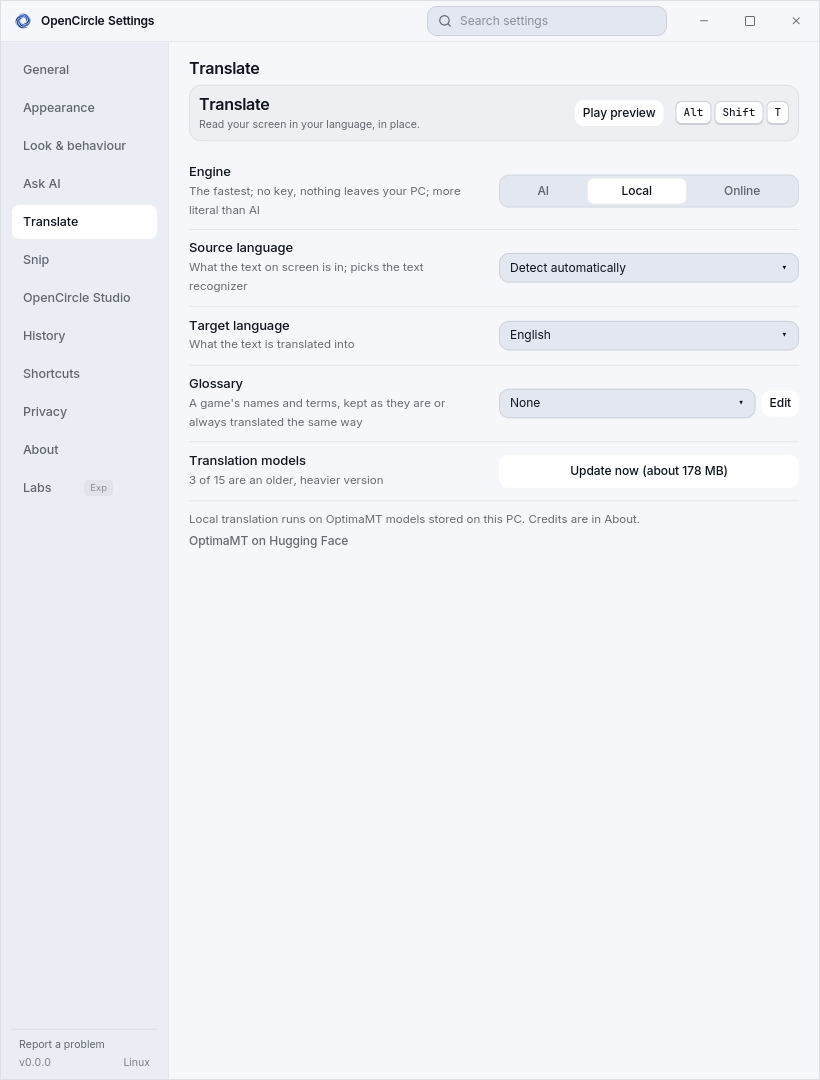 OpenCircle Settings
Search settings
General
Appearance
Look & behaviour
Ask AI
Translate
Snip
OpenCircle Studio
History
Shortcuts
Privacy
About
Labs Exp
Report a problem
v0.0.0 Linux
Translate
Translate
Read your screen in your language, in place.
Play preview Alt Shift T
Engine
The fastest; no key, nothing leaves your PC; more
literal than AI
AI Local Online
Source language
What the text on screen is in; picks the text
recognizer
Detect automatically
Target language
What the text is translated into
English
Glossary
A game's names and terms, kept as they are or
always translated the same way
None Edit
Translation models
3 of 15 are an older, heavier version
Update now (about 178 MB)
Local translation runs on OptimaMT models stored on this PC. Credits are in About.
OptimaMT on Hugging Face